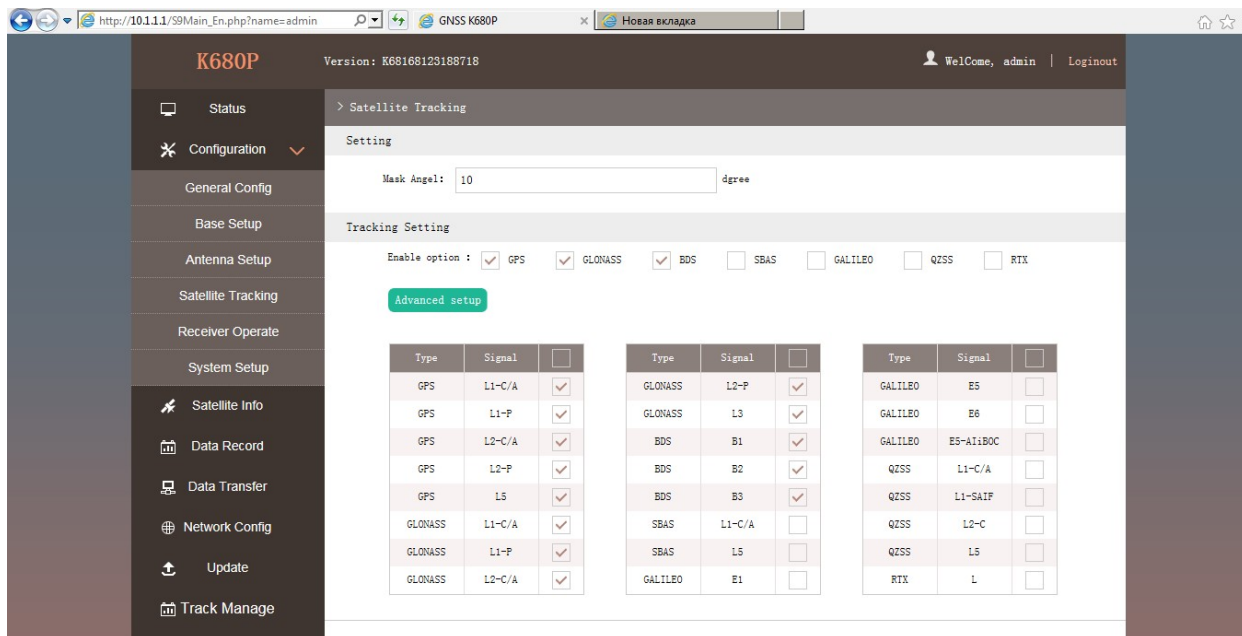 http://10.1.1.1/S9Main_En.php?name=admin
GNSS K680P
Новая вкладка
K680P
Version: K68168123188718
WelCome, admin | Loginout
Status
Configuration
General Config
Base Setup
Antenna Setup
Satellite Tracking
Receiver Operate
System Setup
Satellite Info
Data Record
Data Transfer
Network Config
Update
Track Manage
> Satellite Tracking
Setting
Mask Angel: 10 dgree
Tracking Setting
Enable option : GPS GLONASS BDS SBAS GALILEO QZSS RTX
Advanced setup
Type Signal
GPS L1-C/A
GPS L1-P
GPS L2-C/A
GPS L2-P
GPS L5
GLONASS L1-C/A
GLONASS L1-P
GLONASS L2-C/A
Type Signal
GLONASS L2-P
GLONASS L3
BDS B1
BDS B2
BDS B3
SBAS L1-C/A
SBAS L5
GALILEO E1
Type Signal
GALILEO E5
GALILEO E6
GALILEO E5-AltBOC
QZSS L1-C/A
QZSS L1-SAIF
QZSS L2-C
QZSS L5
RTX L